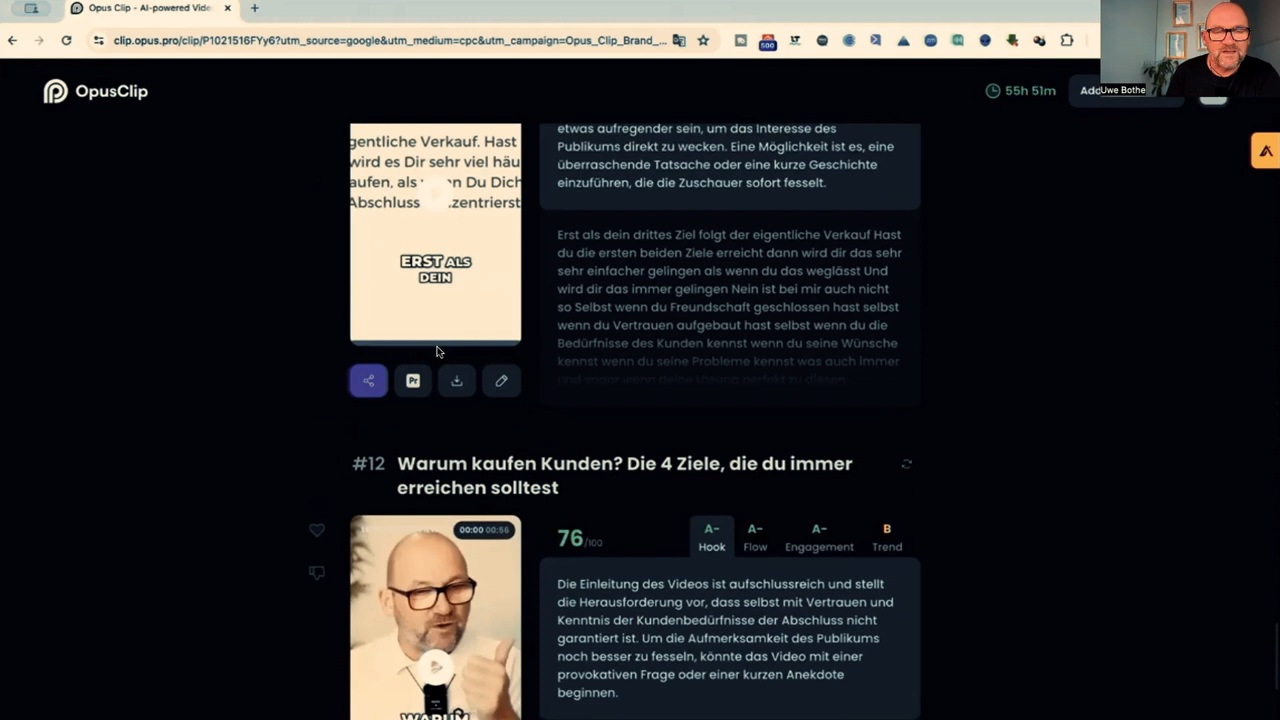 Opus Clip - AI-powered Vide
clip.opus.pro/clip/P1021516FYy6?utm_source=google&utm_medium=cpc&utm_campaign=Opus_Clip_Brand_...
500
Uwe Bothe
OpusClip
55h 51m
Add
gentliche Verkauf. Hast
wird es Dir sehr viel häu
aufen, als Du Dich
Abschluss zentrierst
ERST ALS
DEIN
Pr
etwas aufregender sein, um das Interesse des
Publikums direkt zu wecken. Eine Möglichkeit ist es, eine
überraschende Tatsache oder eine kurze Geschichte
einzuführen, die die Zuschauer sofort fesselt.
Erst als dein drittes Ziel folgt der eigentliche Verkauf Hast
du die ersten beiden Ziele erreicht dann wird dir das sehr
sehr einfacher gelingen als wenn du das weglässt Und
wird dir das immer gelingen Nein ist bei mir auch nicht
so Selbst wenn du Freundschaft geschlossen hast selbst
wenn du Vertrauen aufgebaut hast selbst wenn du die
Bedürfnisse des Kunden kennst wenn du seine Wünsche
kennst wenn du seine Probleme kennst was auch immer
#12 Warum kaufen Kunden? Die 4 Ziele, die du immer
erreichen solltest
00:00 00:56
WARUM
76/100
A- A- A- B
Hook Flow Engagement Trend
Die Einleitung des Videos ist aufschlussreich und stellt
die Herausforderung vor, dass selbst mit Vertrauen und
Kenntnis der Kundenbedürfnisse der Abschluss nicht
garantiert ist. Um die Aufmerksamkeit des Publikums
noch besser zu fesseln, könnte das Video mit einer
provokativen Frage oder einer kurzen Anekdote
beginnen.